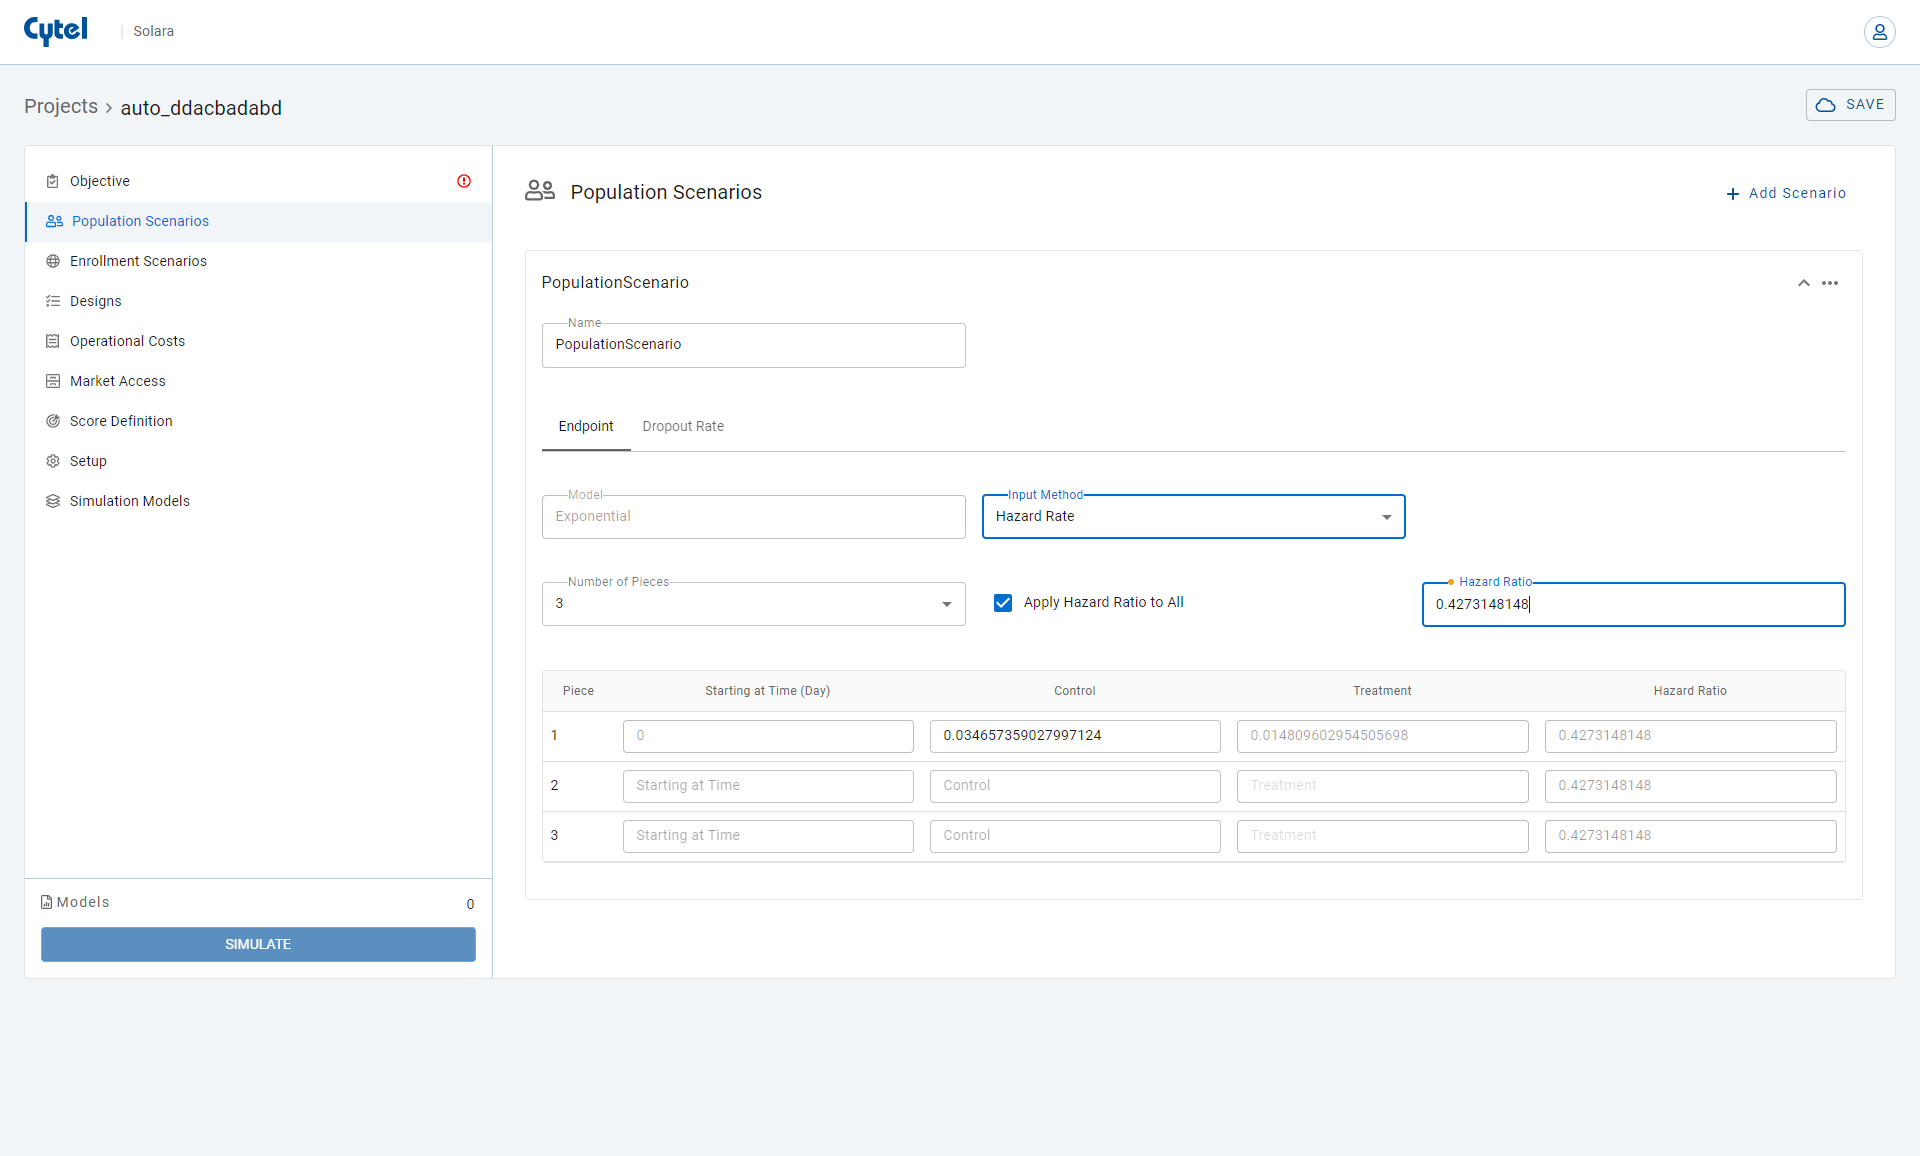 Cytel
Solara
Projects > auto_ddacbadabd
SAVE
Objective
Population Scenarios
Enrollment Scenarios
Designs
Operational Costs
Market Access
Score Definition
Setup
Simulation Models
Models 0
SIMULATE
Population Scenarios
+ Add Scenario
PopulationScenario
Name
PopulationScenario
Endpoint Dropout Rate
Model Input Method
Exponential Hazard Rate
Number of Pieces Hazard Ratio
3 Apply Hazard Ratio to All 0.4273148148
Piece Starting at Time (Day) Control Treatment Hazard Ratio
1 0 0.034657359027997124 0.014809602954505698 0.4273148148
2 Starting at Time Control Treatment 0.4273148148
3 Starting at Time Control Treatment 0.4273148148